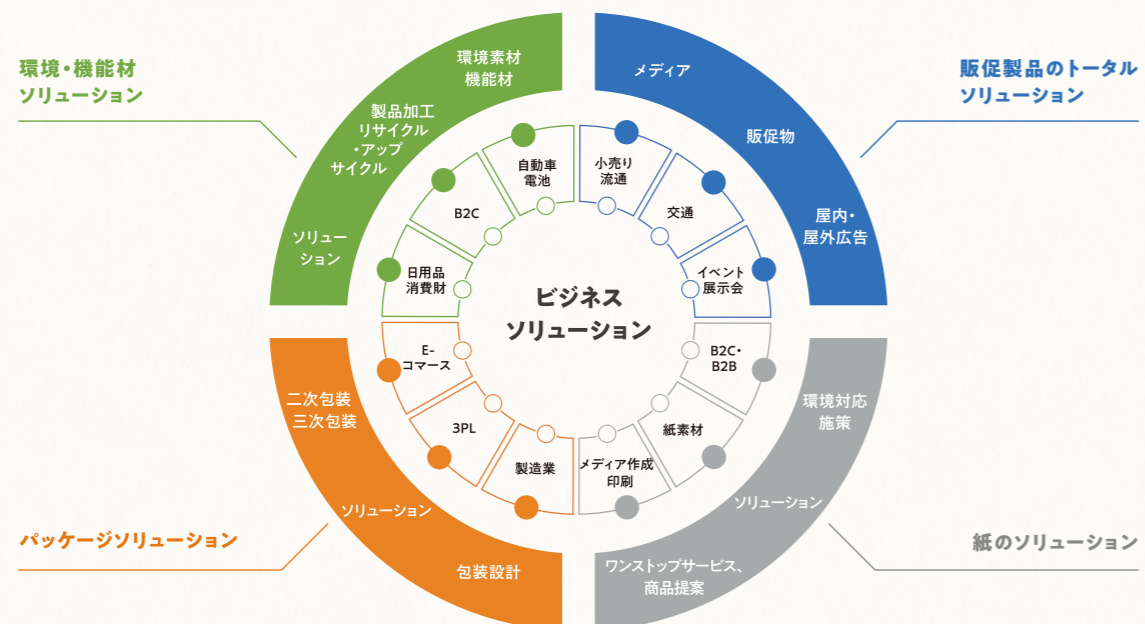 環境・機能材
ソリューション
販促製品のトータル
ソリューション
環境素材
機能材
製品加工
リサイクル
・アップ
サイクル
ソリュー
ション
メディア
販促物
屋内・
屋外広告
自動車
電池
B2C
日用品
消費財
小売り
流通
交通
イベント
展示会
ビジネス
ソリューション
E-
コマース
3PL
製造業
B2C・
B2B
紙素材
メディア作成
印刷
二次包装
三次包装
ソリューション
包装設計
環境対応
施策
ソリューション
ワンストップサービス、
商品提案
パッケージソリューション
紙のソリューション